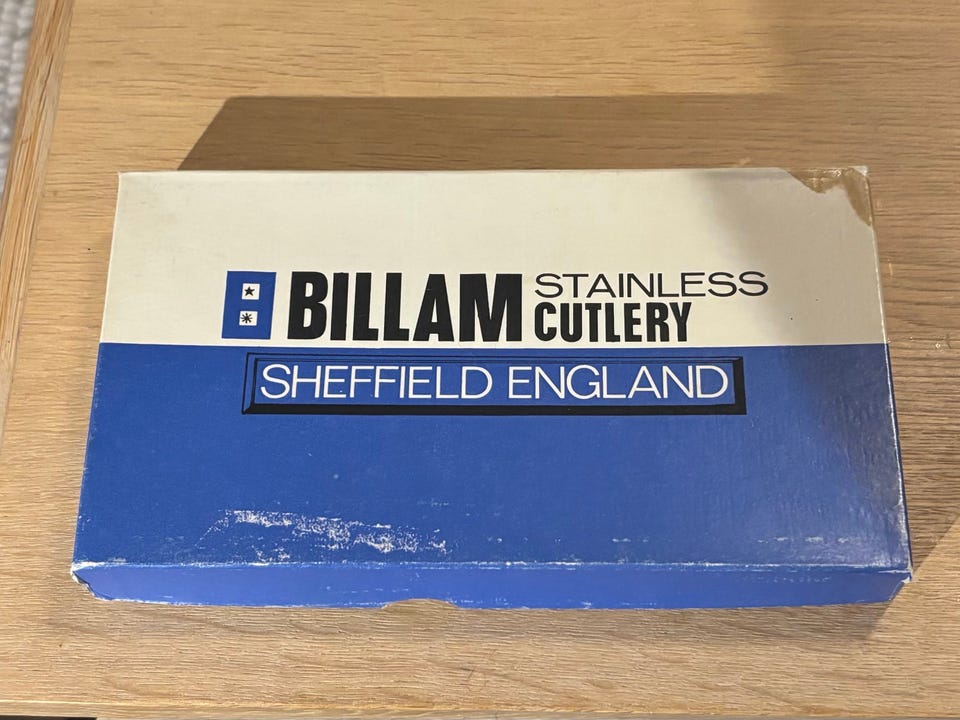 BILLAM STAINLESS
CUTLERY
SHEFFIELD ENGLAND